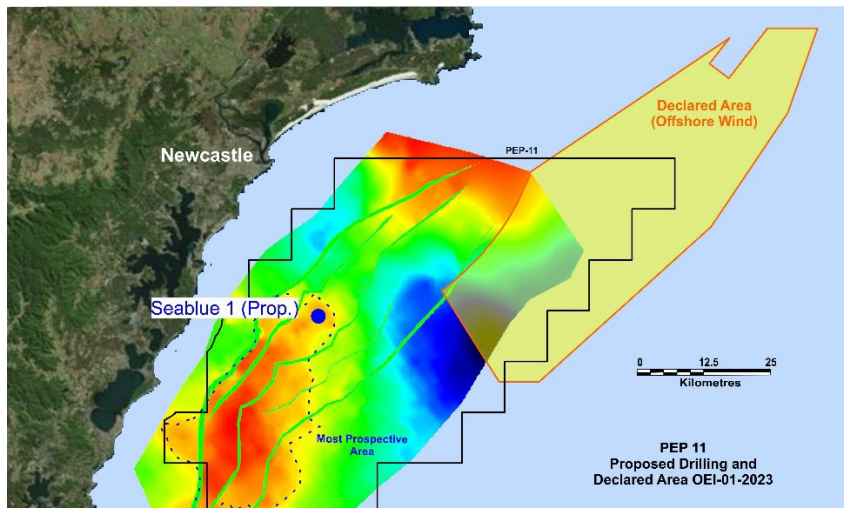 PEP-11
Declared Area
(Offshore Wind)
Newcastle
Seablue 1 (Prop.)
0 12.5 25
Kilometres
Most Prospective
Area
PEP 11
Proposed Drilling and
Declared Area OEI-01-2023